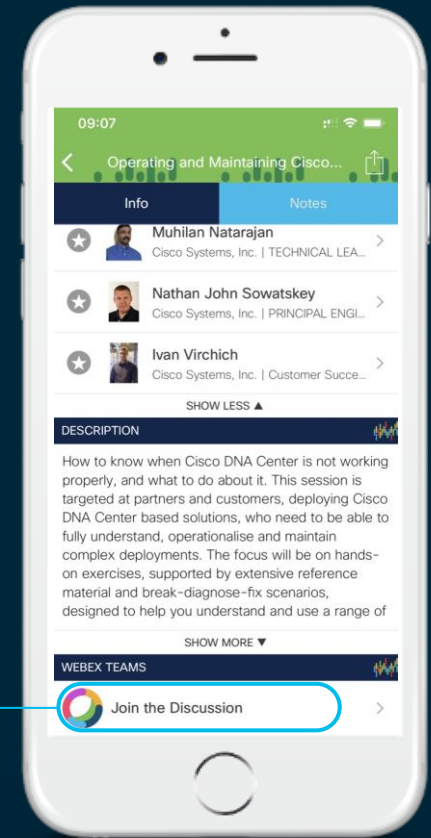 09:07
Operating and Maintaining Cisco...
Info
Notes
Muhilan Natarajan
Cisco Systems, Inc. | TECHNICAL LEA...
Nathan John Sowatskey
Cisco Systems, Inc. | PRINCIPAL ENGI...
Ivan Virchich
Cisco Systems, Inc. | Customer Succe...
SHOW LESS ▲
DESCRIPTION
How to know when Cisco DNA Center is not working
properly, and what to do about it. This session is
targeted at partners and customers, deploying Cisco
DNA Center based solutions, who need to be able to
fully understand, operationalise and maintain
complex deployments. The focus will be on hands-
on exercises, supported by extensive reference
material and break-diagnose-fix scenarios,
designed to help you understand and use a range of
SHOW MORE ▼
WEBEX TEAMS
Join the Discussion